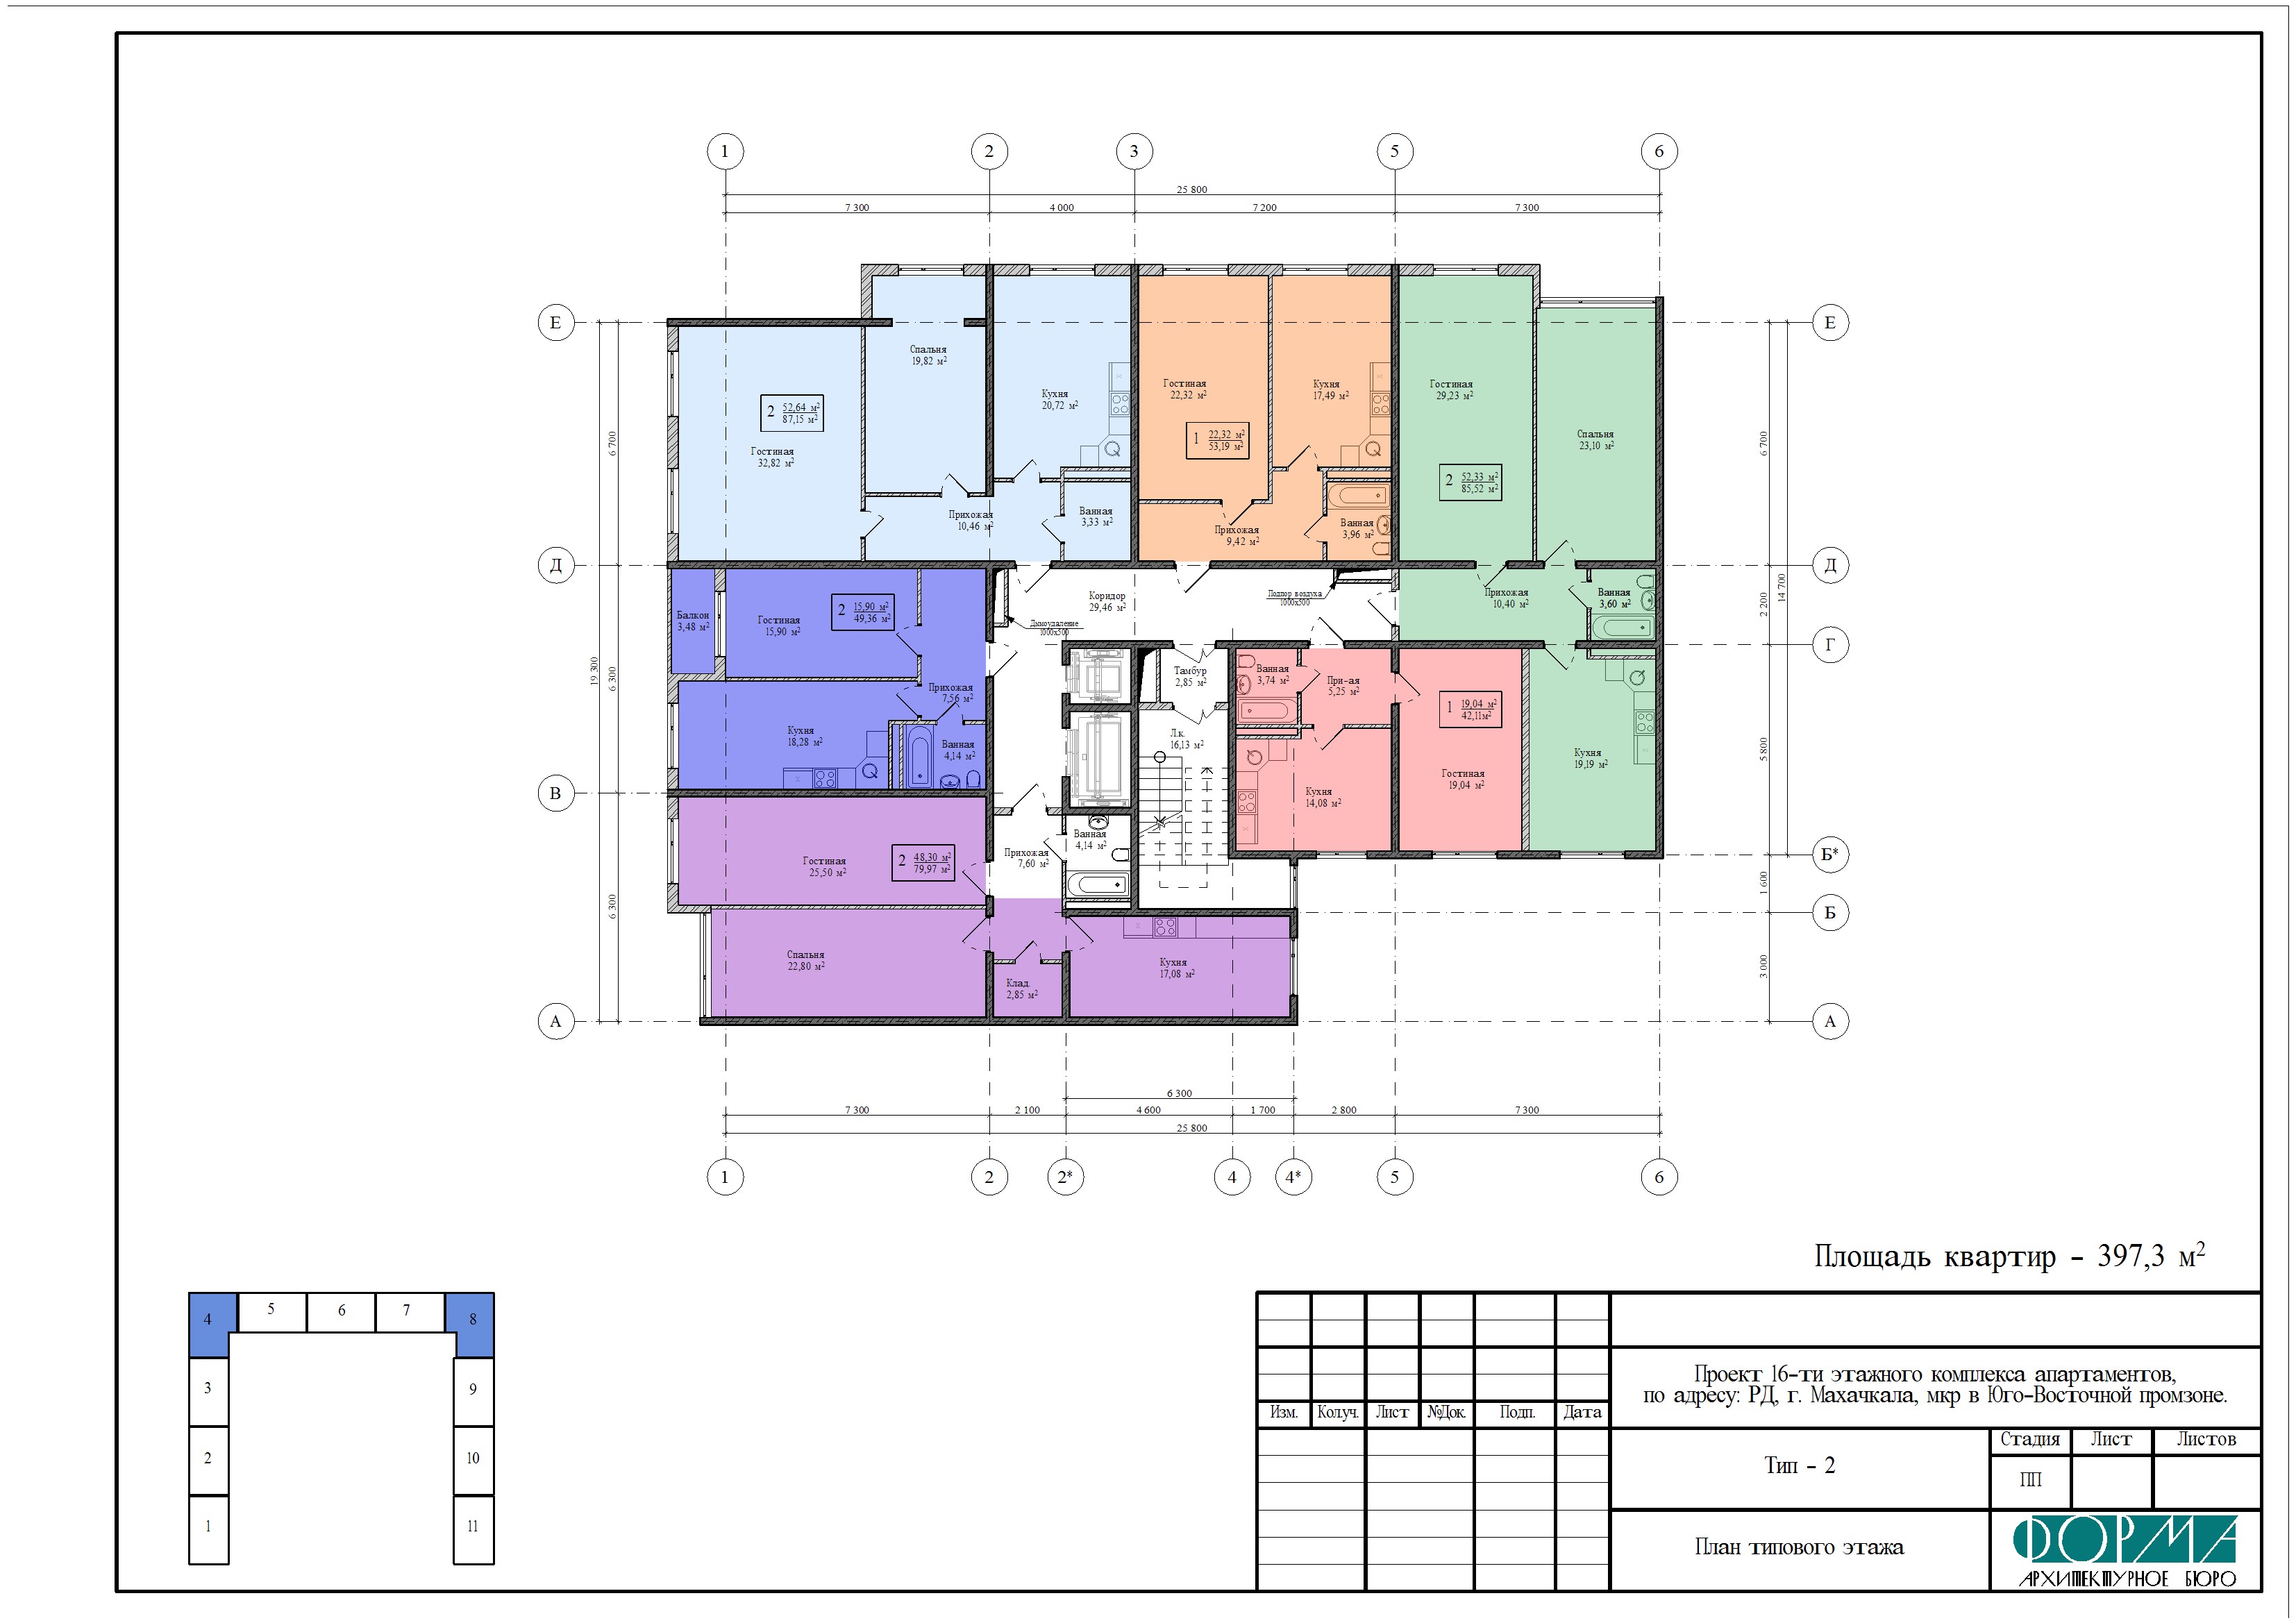 1
2
3
5
6
25 800
7 300
4 000
7 200
7 300
Е
Е
Спальня
19,82 м²
Кухня
20,72 м²
Гостиная
22,32 м²
Кухня
17,49 м²
Гостиная
29,23 м²
2 52,64 м²
87,15 м²
Гостиная
32,82 м²
1 22,32 м²
53,19 м²
Спальня
23,10 м²
2 52,33 м²
85,52 м²
6 700
6 700
Прихожая
10,46 м²
Ванная
3,33 м²
Прихожая
9,42 м²
Ванная
3,96 м²
Д
Д
Балкон
3,48 м²
Гостиная
15,90 м²
2 15,90 м²
49,36 м²
Коридор
29,46 м²
Дымоудаление
1000х500
Подпор воздуха
1000х500
Прихожая
10,40 м²
Ванная
3,60 м²
2 200
14 700
Г
19 300
6 300
Прихожая
7,56 м²
Тамбур
2,85 м²
Ванная
3,74 м²
При-ая
5,25 м²
1 19,04 м²
42,11м²
Кухня
18,28 м²
Ванная
4,14 м²
Л.к.
16,13 м²
Кухня
14,08 м²
Гостиная
19,04 м²
Кухня
19,19 м²
5 800
В
Б*
Гостиная
25,50 м²
2 48,30 м²
79,97 м²
Прихожая
7,60 м²
Ванная
4,14 м²
6 300
1 600
Б
Спальня
22,80 м²
Клад.
2,85 м²
Кухня
17,08 м²
3 000
А
А
6 300
7 300
2 100
4 600
1 700
2 800
7 300
25 800
1
2
2*
4
4*
5
6
Площадь квартир - 397,3 м²
4
5
6
7
8
3
9
2
10
1
11
Проект 16-ти этажного комплекса апартаментов,
по адресу: РД, г. Махачкала, мкр в Юго-Восточной промзоне.
Изм.
Кол.уч.
Лист
№Док.
Подп.
Дата
Тип - 2
Стадия
Лист
Листов
ПП
План типового этажа
ФОРМА
АРХИТЕКТУРНОЕ БЮРО